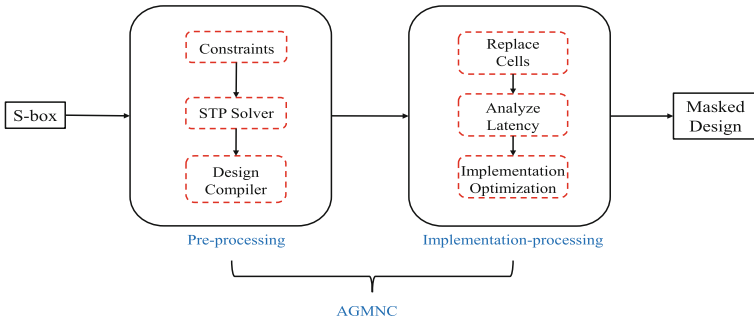 S-box
Constraints
STP Solver
Design
Compiler
Pre-processing
Replace
Cells
Analyze
Latency
Implementation
Optimization
Implementation-processing
Masked
Design
AGMNC